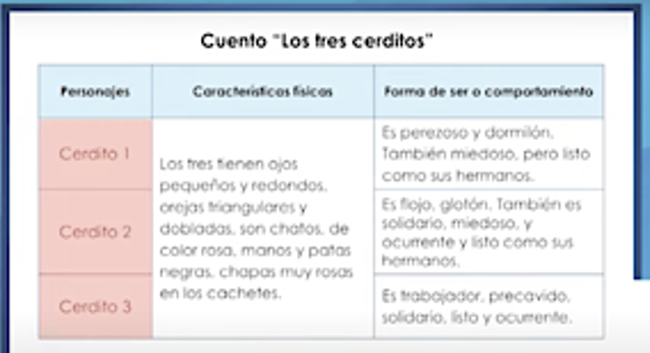 Cuento "Los tres cerditos"
Personajes
Características físicas
Forma de ser o comportamiento
Cerdito 1
Los tres tienen ojos
pequeños y redondos,
orejas triangulares y
dobladas, son chatos, de
color rosa, manos y patas
negras, chapas muy rosas
en los cachetes.
Es perezoso y dormilón.
También miedoso, pero listo
como sus hermanos.
Cerdito 2
Es flojo, glotón. También es
solidario, miedoso, y
ocurrente y listo como sus
hermanos.
Cerdito 3
Es trabajador, precavido,
solidario, listo y ocurrente.